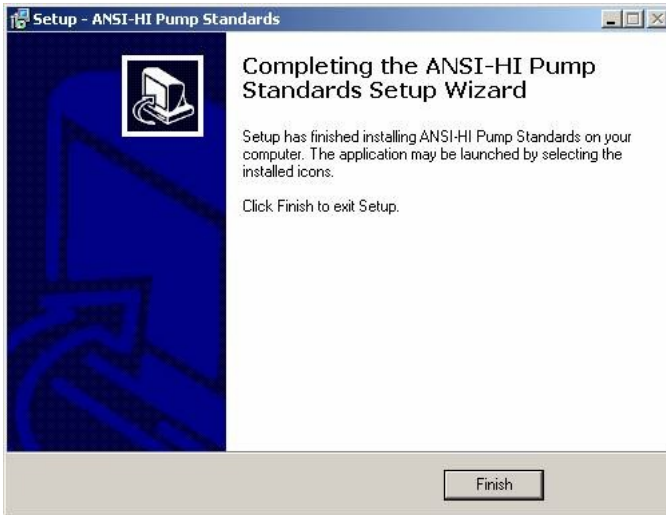 Setup - ANSI-HI Pump Standards
Completing the ANSI-HI Pump
Standards Setup Wizard
Setup has finished installing ANSI-HI Pump Standards on your
computer. The application may be launched by selecting the
installed icons.
Click Finish to exit Setup.
Finish